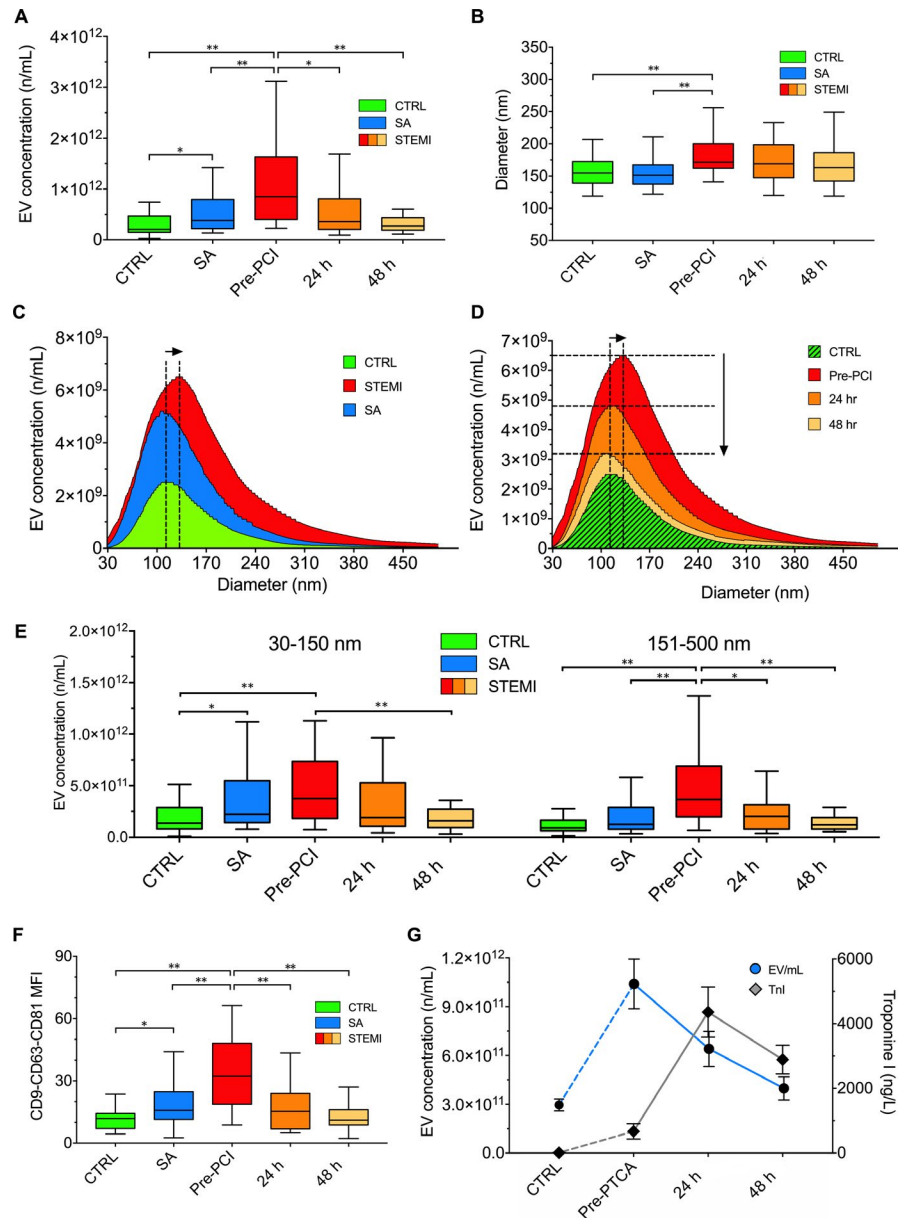 A
EV concentration (n/mL)
4×10¹²
3×10¹²
2×10¹²
1×10¹²
0
**
**
**
*
*
CTRL
SA
STEMI
CTRL
SA
Pre-PCI
24 h
48 h
B
Diameter (nm)
350
300
250
200
150
100
50
**
**
CTRL
SA
STEMI
CTRL
SA
Pre-PCI
24 h
48 h
C
EV concentration (n/mL)
8×10⁹
6×10⁹
4×10⁹
2×10⁹
0
CTRL
STEMI
SA
30
100
170
240
310
380
450
Diameter (nm)
D
EV concentration (n/mL)
7×10⁹
6×10⁹
5×10⁹
4×10⁹
3×10⁹
2×10⁹
1×10⁹
0
CTRL
Pre-PCI
24 hr
48 hr
30
100
170
240
310
380
450
Diameter (nm)
E
EV concentration (n/mL)
2.0×10¹²
1.5×10¹²
1.0×10¹²
5.0×10¹¹
0.0
30-150 nm
CTRL
SA
STEMI
151-500 nm
**
*
**
**
**
**
*
CTRL
SA
Pre-PCI
24 h
48 h
CTRL
SA
Pre-PCI
24 h
48 h
F
CD9-CD63-CD81 MFI
90
60
30
0
**
**
**
**
*
CTRL
SA
STEMI
CTRL
SA
Pre-PCI
24 h
48 h
G
EV concentration (n/mL)
1.2×10¹²
9.0×10¹¹
6.0×10¹¹
3.0×10¹¹
0
EV/mL
TnI
6000
4000
2000
0
Troponine I (ng/L)
CTRL
Pre-PTCA
24 h
48 h